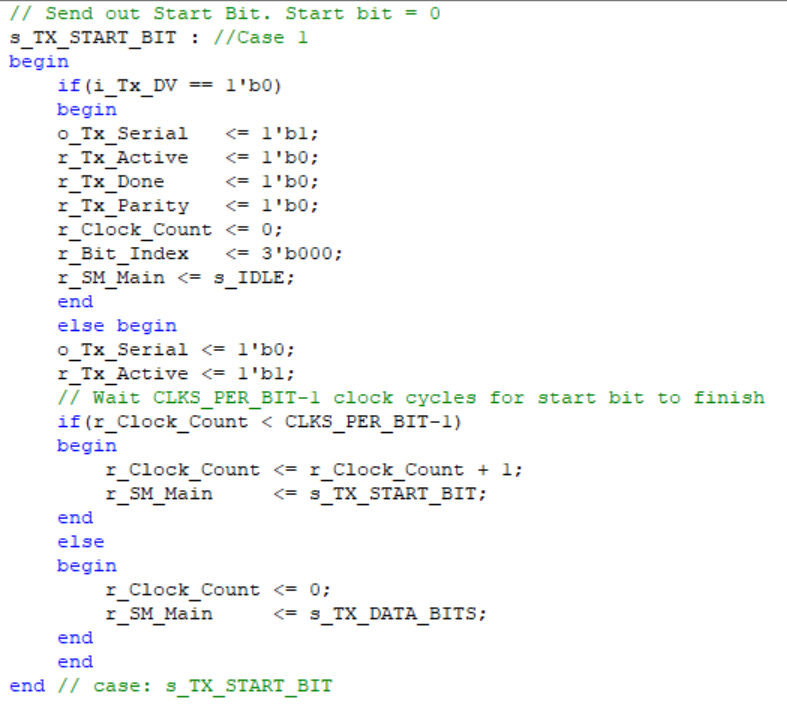 // Send out Start Bit. Start bit = 0
s_TX_START_BIT : //Case 1
begin
    if(i_Tx_DV == 1'b0)
    begin
    o_Tx_Serial   <= 1'b1;
    r_Tx_Active   <= 1'b0;
    r_Tx_Done     <= 1'b0;
    r_Tx_Parity   <= 1'b0;
    r_Clock_Count <= 0;
    r_Bit_Index   <= 3'b000;
    r_SM_Main <= s_IDLE;
    end
    else begin
    o_Tx_Serial <= 1'b0;
    r_Tx_Active <= 1'b1;
    // Wait CLKS_PER_BIT-1 clock cycles for start bit to finish
    if(r_Clock_Count < CLKS_PER_BIT-1)
    begin
        r_Clock_Count <= r_Clock_Count + 1;
        r_SM_Main     <= s_TX_START_BIT;
    end
    else
    begin
        r_Clock_Count <= 0;
        r_SM_Main     <= s_TX_DATA_BITS;
    end
    end
end // case: s_TX_START_BIT